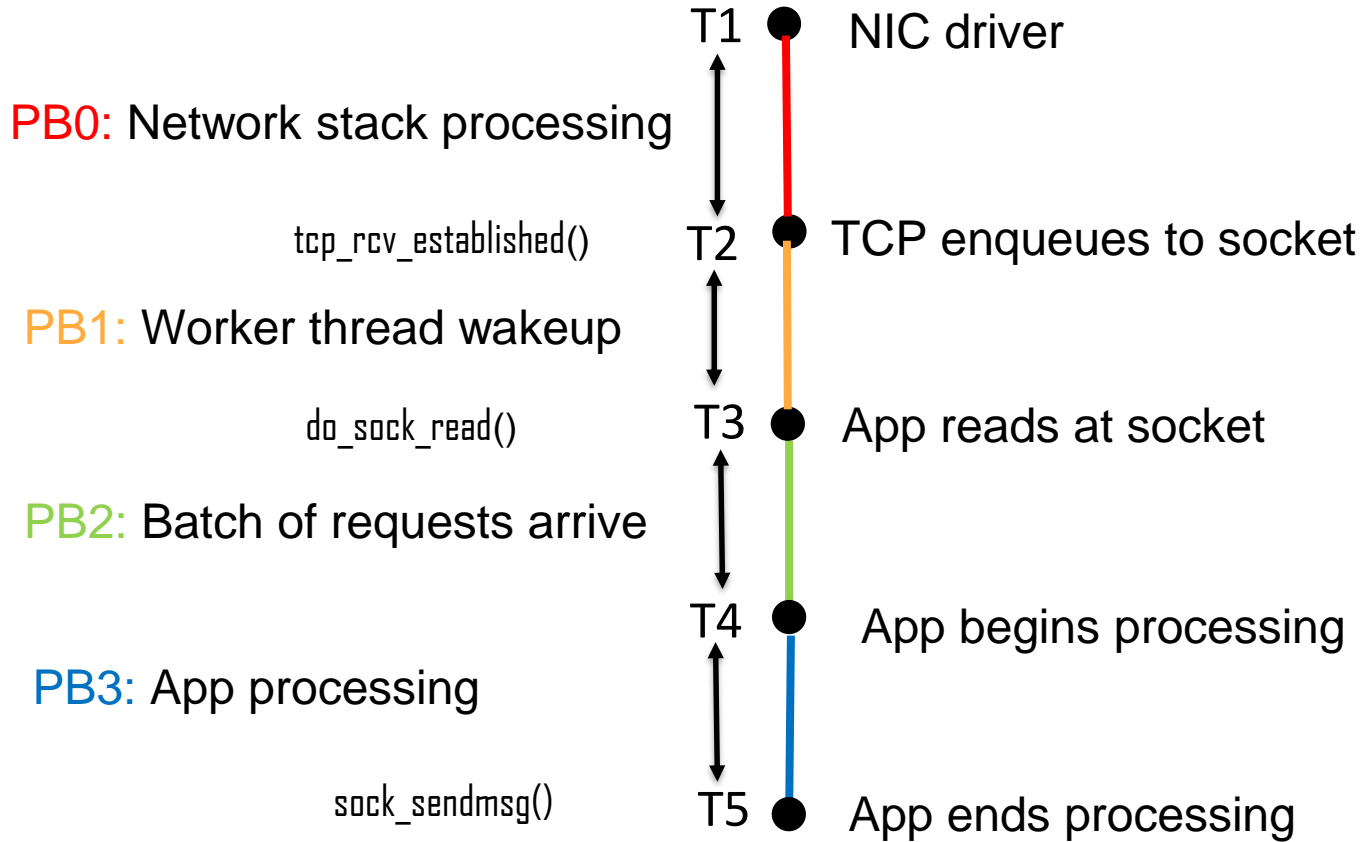 T1 NIC driver
PB0: Network stack processing
tcp_rcv_established() T2 TCP enqueues to socket
PB1: Worker thread wakeup
do_sock_read() T3 App reads at socket
PB2: Batch of requests arrive
T4 App begins processing
PB3: App processing
sock_sendmsg() T5 App ends processing